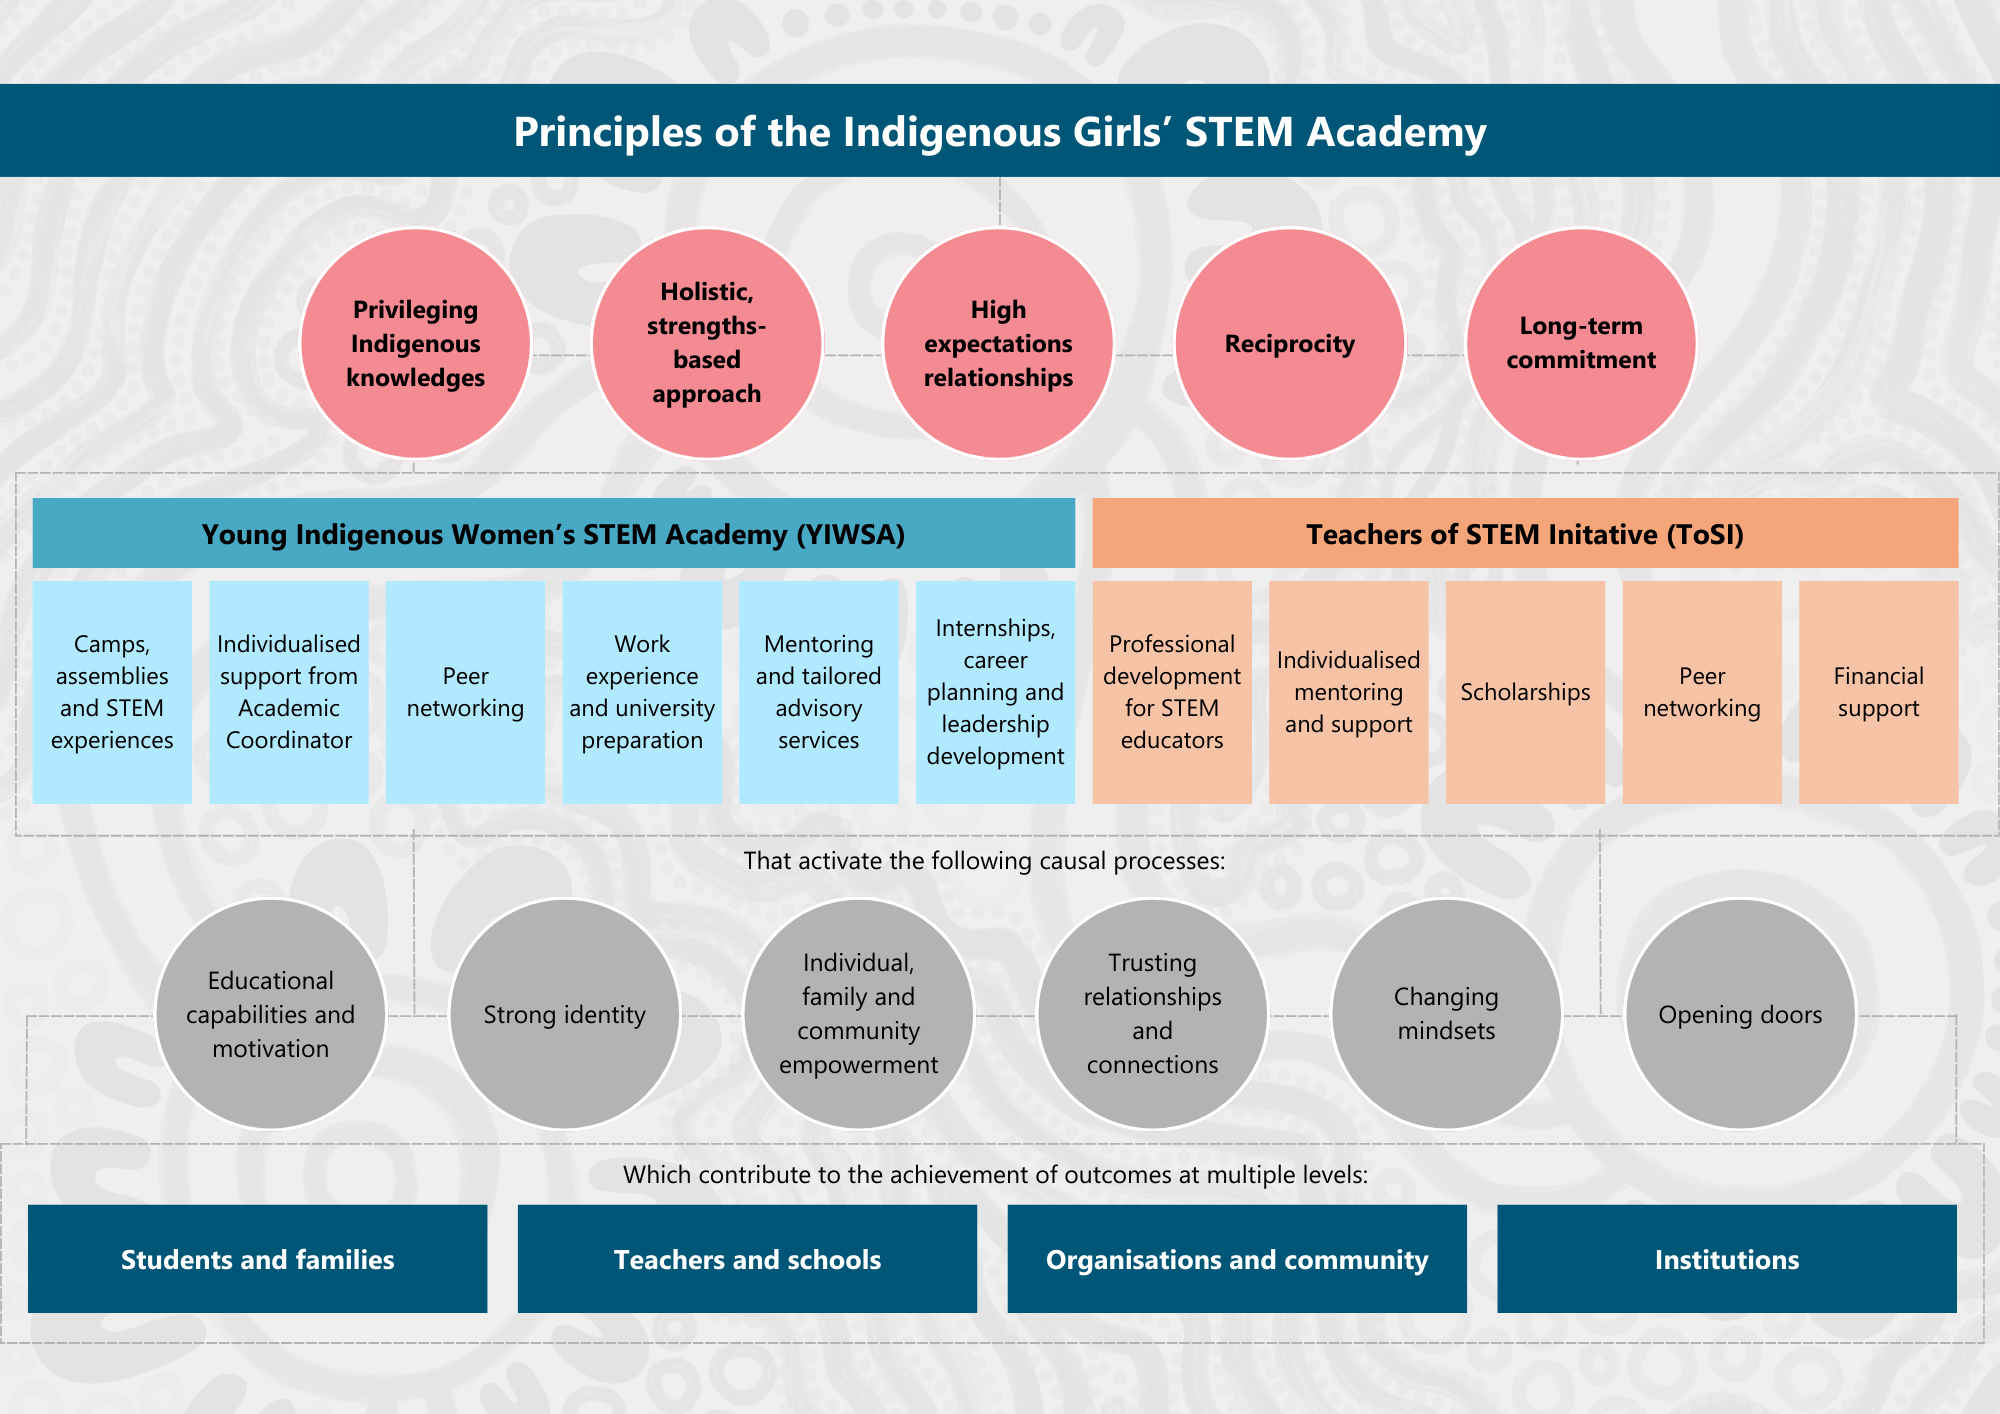 Principles of the Indigenous Girls’ STEM Academy
Privileging
Indigenous
knowledges
Holistic,
strengths-
based
approach
High
expectations
relationships
Reciprocity
Long-term
commitment
Young Indigenous Women’s STEM Academy (YIWSA)
Camps,
assemblies
and STEM
experiences
Individualised
support from
Academic
Coordinator
Peer
networking
Work
experience
and university
preparation
Mentoring
and tailored
advisory
services
Internships,
career
planning and
leadership
development
Teachers of STEM Initative (ToSI)
Professional
development
for STEM
educators
Individualised
mentoring
and support
Scholarships
Peer
networking
Financial
support
That activate the following causal processes:
Educational
capabilities and
motivation
Strong identity
Individual,
family and
community
empowerment
Trusting
relationships
and
connections
Changing
mindsets
Opening doors
Which contribute to the achievement of outcomes at multiple levels:
Students and families
Teachers and schools
Organisations and community
Institutions